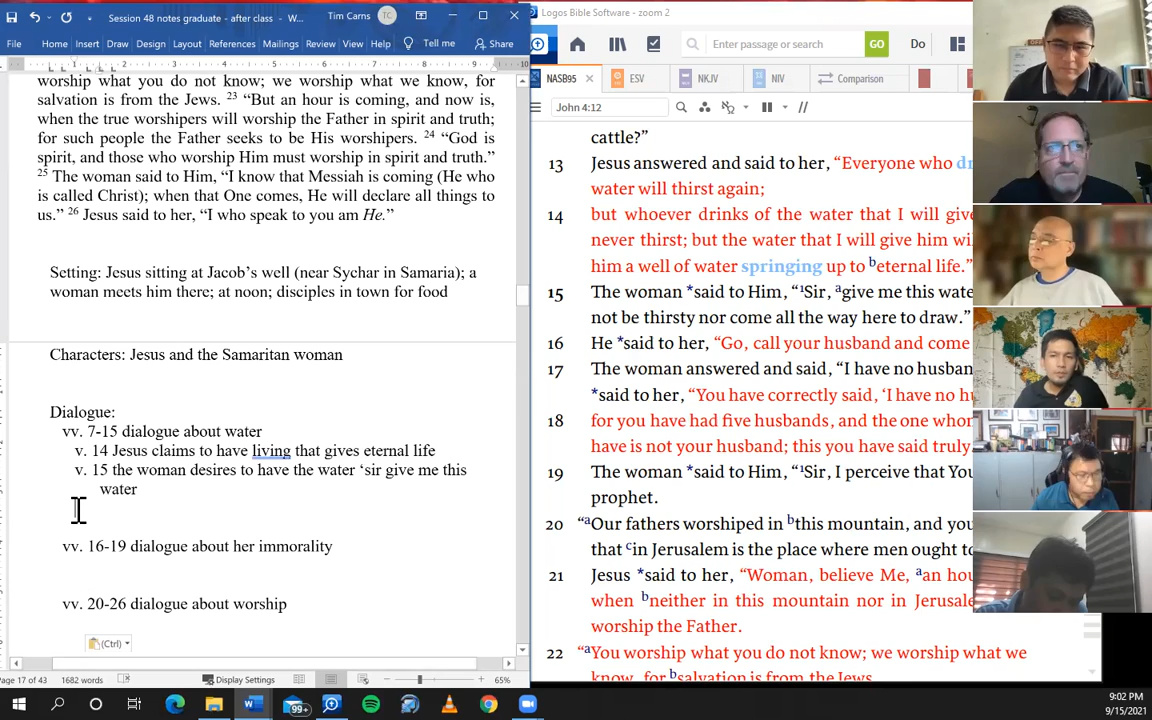 Session 48 notes graduate - after class - W...
Tim Carns
TC
File
Home
Insert
Draw
Design
Layout
References
Mailings
Review
View
Help
Tell me
Share
worship what you do not know; we worship what we know, for
salvation is from the Jews. 23 “But an hour is coming, and now is,
when the true worshipers will worship the Father in spirit and truth;
for such people the Father seeks to be His worshipers. 24 “God is
spirit, and those who worship Him must worship in spirit and truth.”
25 The woman said to Him, “I know that Messiah is coming (He who
is called Christ); when that One comes, He will declare all things to
us.” 26 Jesus said to her, “I who speak to you am He.”
Setting: Jesus sitting at Jacob’s well (near Sychar in Samaria); a
woman meets him there; at noon; disciples in town for food
Characters: Jesus and the Samaritan woman
Dialogue:
vv. 7-15 dialogue about water
v. 14 Jesus claims to have living that gives eternal life
v. 15 the woman desires to have the water ‘sir give me this
water
vv. 16-19 dialogue about her immorality
vv. 20-26 dialogue about worship
(Ctrl)
Page 17 of 43
1682 words
Display Settings
65%
Logos Bible Software - zoom 2
Enter passage or search
GO
Do
NASB95
ESV
NKJV
NIV
Comparison
John 4:12
cattle?”
13 Jesus answered and said to her, “Everyone who
water will thirst again;
14 but whoever drinks of the water that I will give
never thirst; but the water that I will give him
him a well of water springing up to b eternal life.”
15 The woman *said to Him, “1Sir, a give me this
not be thirsty nor come all the way here to draw.”
16 He *said to her, “Go, call your husband and come
17 The woman answered and said, “I have no
*said to her, “You have correctly said, ‘I have no
18 for you have had five husbands, and the one
have is not your husband; this you have said truly
19 The woman *said to Him, “1Sir, I perceive that
prophet.
20 “aOur fathers worshiped in b this mountain, and
that c in Jerusalem is the place where men ought
21 Jesus *said to her, “Woman, believe Me, a an
when b neither in this mountain nor in
worship the Father.
22 “aYou worship what you do not know; we worship what we
know, for b salvation is from the Jews.
99+
9:02 PM
9/15/2021